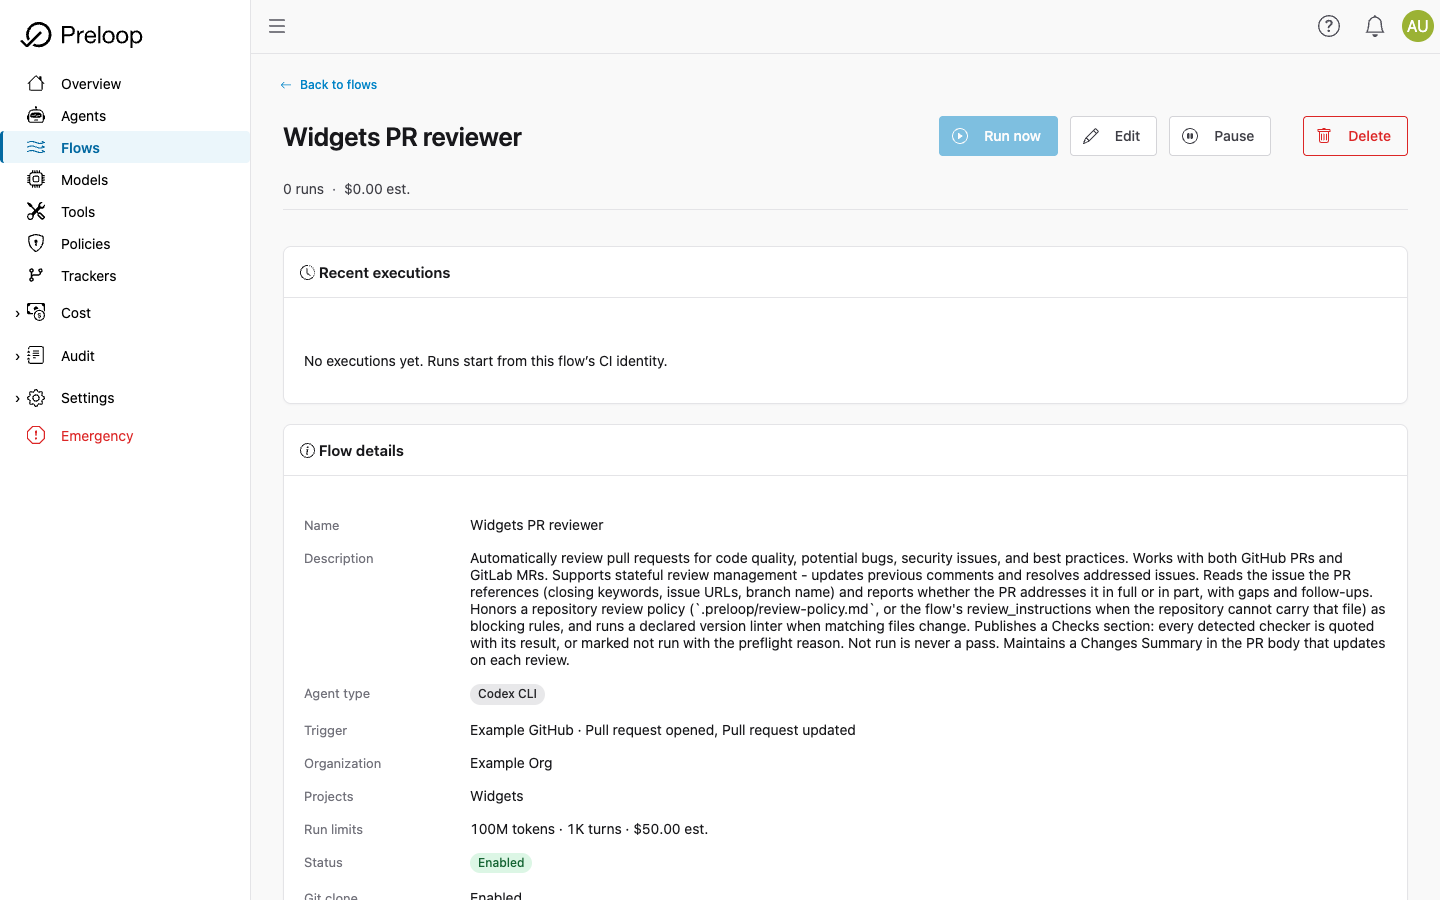 Preloop
AU
Overview
Agents
Flows
Models
Tools
Policies
Trackers
Cost
Audit
Settings
Emergency
Back to flows
Widgets PR reviewer
Run now
Edit
Pause
Delete
0 runs · $0.00 est.
Recent executions
No executions yet. Runs start from this flow’s CI identity.
Flow details
Name
Widgets PR reviewer
Description
Automatically review pull requests for code quality, potential bugs, security issues, and best practices. Works with both GitHub PRs and
GitLab MRs. Supports stateful review management - updates previous comments and resolves addressed issues. Reads the issue the PR
references (closing keywords, issue URLs, branch name) and reports whether the PR addresses it in full or in part, with gaps and follow-ups.
Honors a repository review policy (`.preloop/review-policy.md`, or the flow's review_instructions when the repository cannot carry that file) as
blocking rules, and runs a declared version linter when matching files change. Publishes a Checks section: every detected checker is quoted
with its result, or marked not run with the preflight reason. Not run is never a pass. Maintains a Changes Summary in the PR body that updates
on each review.
Agent type
Codex CLI
Trigger
Example GitHub · Pull request opened, Pull request updated
Organization
Example Org
Projects
Widgets
Run limits
100M tokens · 1K turns · $50.00 est.
Status
Enabled
Git clone
Enabled